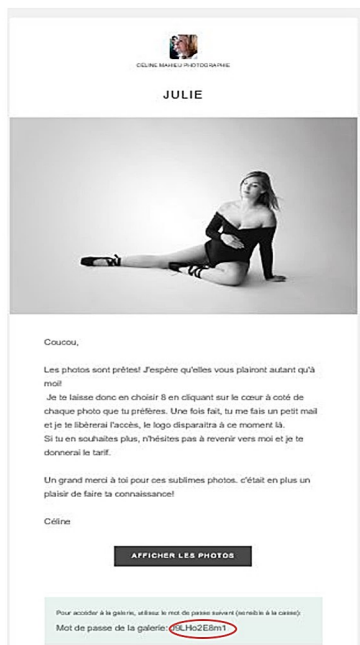 CÉLINE MAHIEU PHOTOGRAPHIE
JULIE
Coucou,
Les photos sont prêtes! J'espère qu'elles vous plairont autant qu'à
moi!
Je te laisse donc en choisir 8 en cliquant sur le cœur à coté de
chaque photo que tu préfères. Une fois fait, tu me fais un petit mail
et je te libèrerai l'accès, le logo disparaitra à ce moment là.
Si tu en souhaites plus, n'hésites pas à revenir vers moi et je te
donnerai le tarif.
Un grand merci à toi pour ces sublimes photos. c'était en plus un
plaisir de faire ta connaissance!
Céline
AFFICHER LES PHOTOS
Pour accéder à la galerie, utilisez le mot de passe suivant (sensible à la casse):
Mot de passe de la galerie: